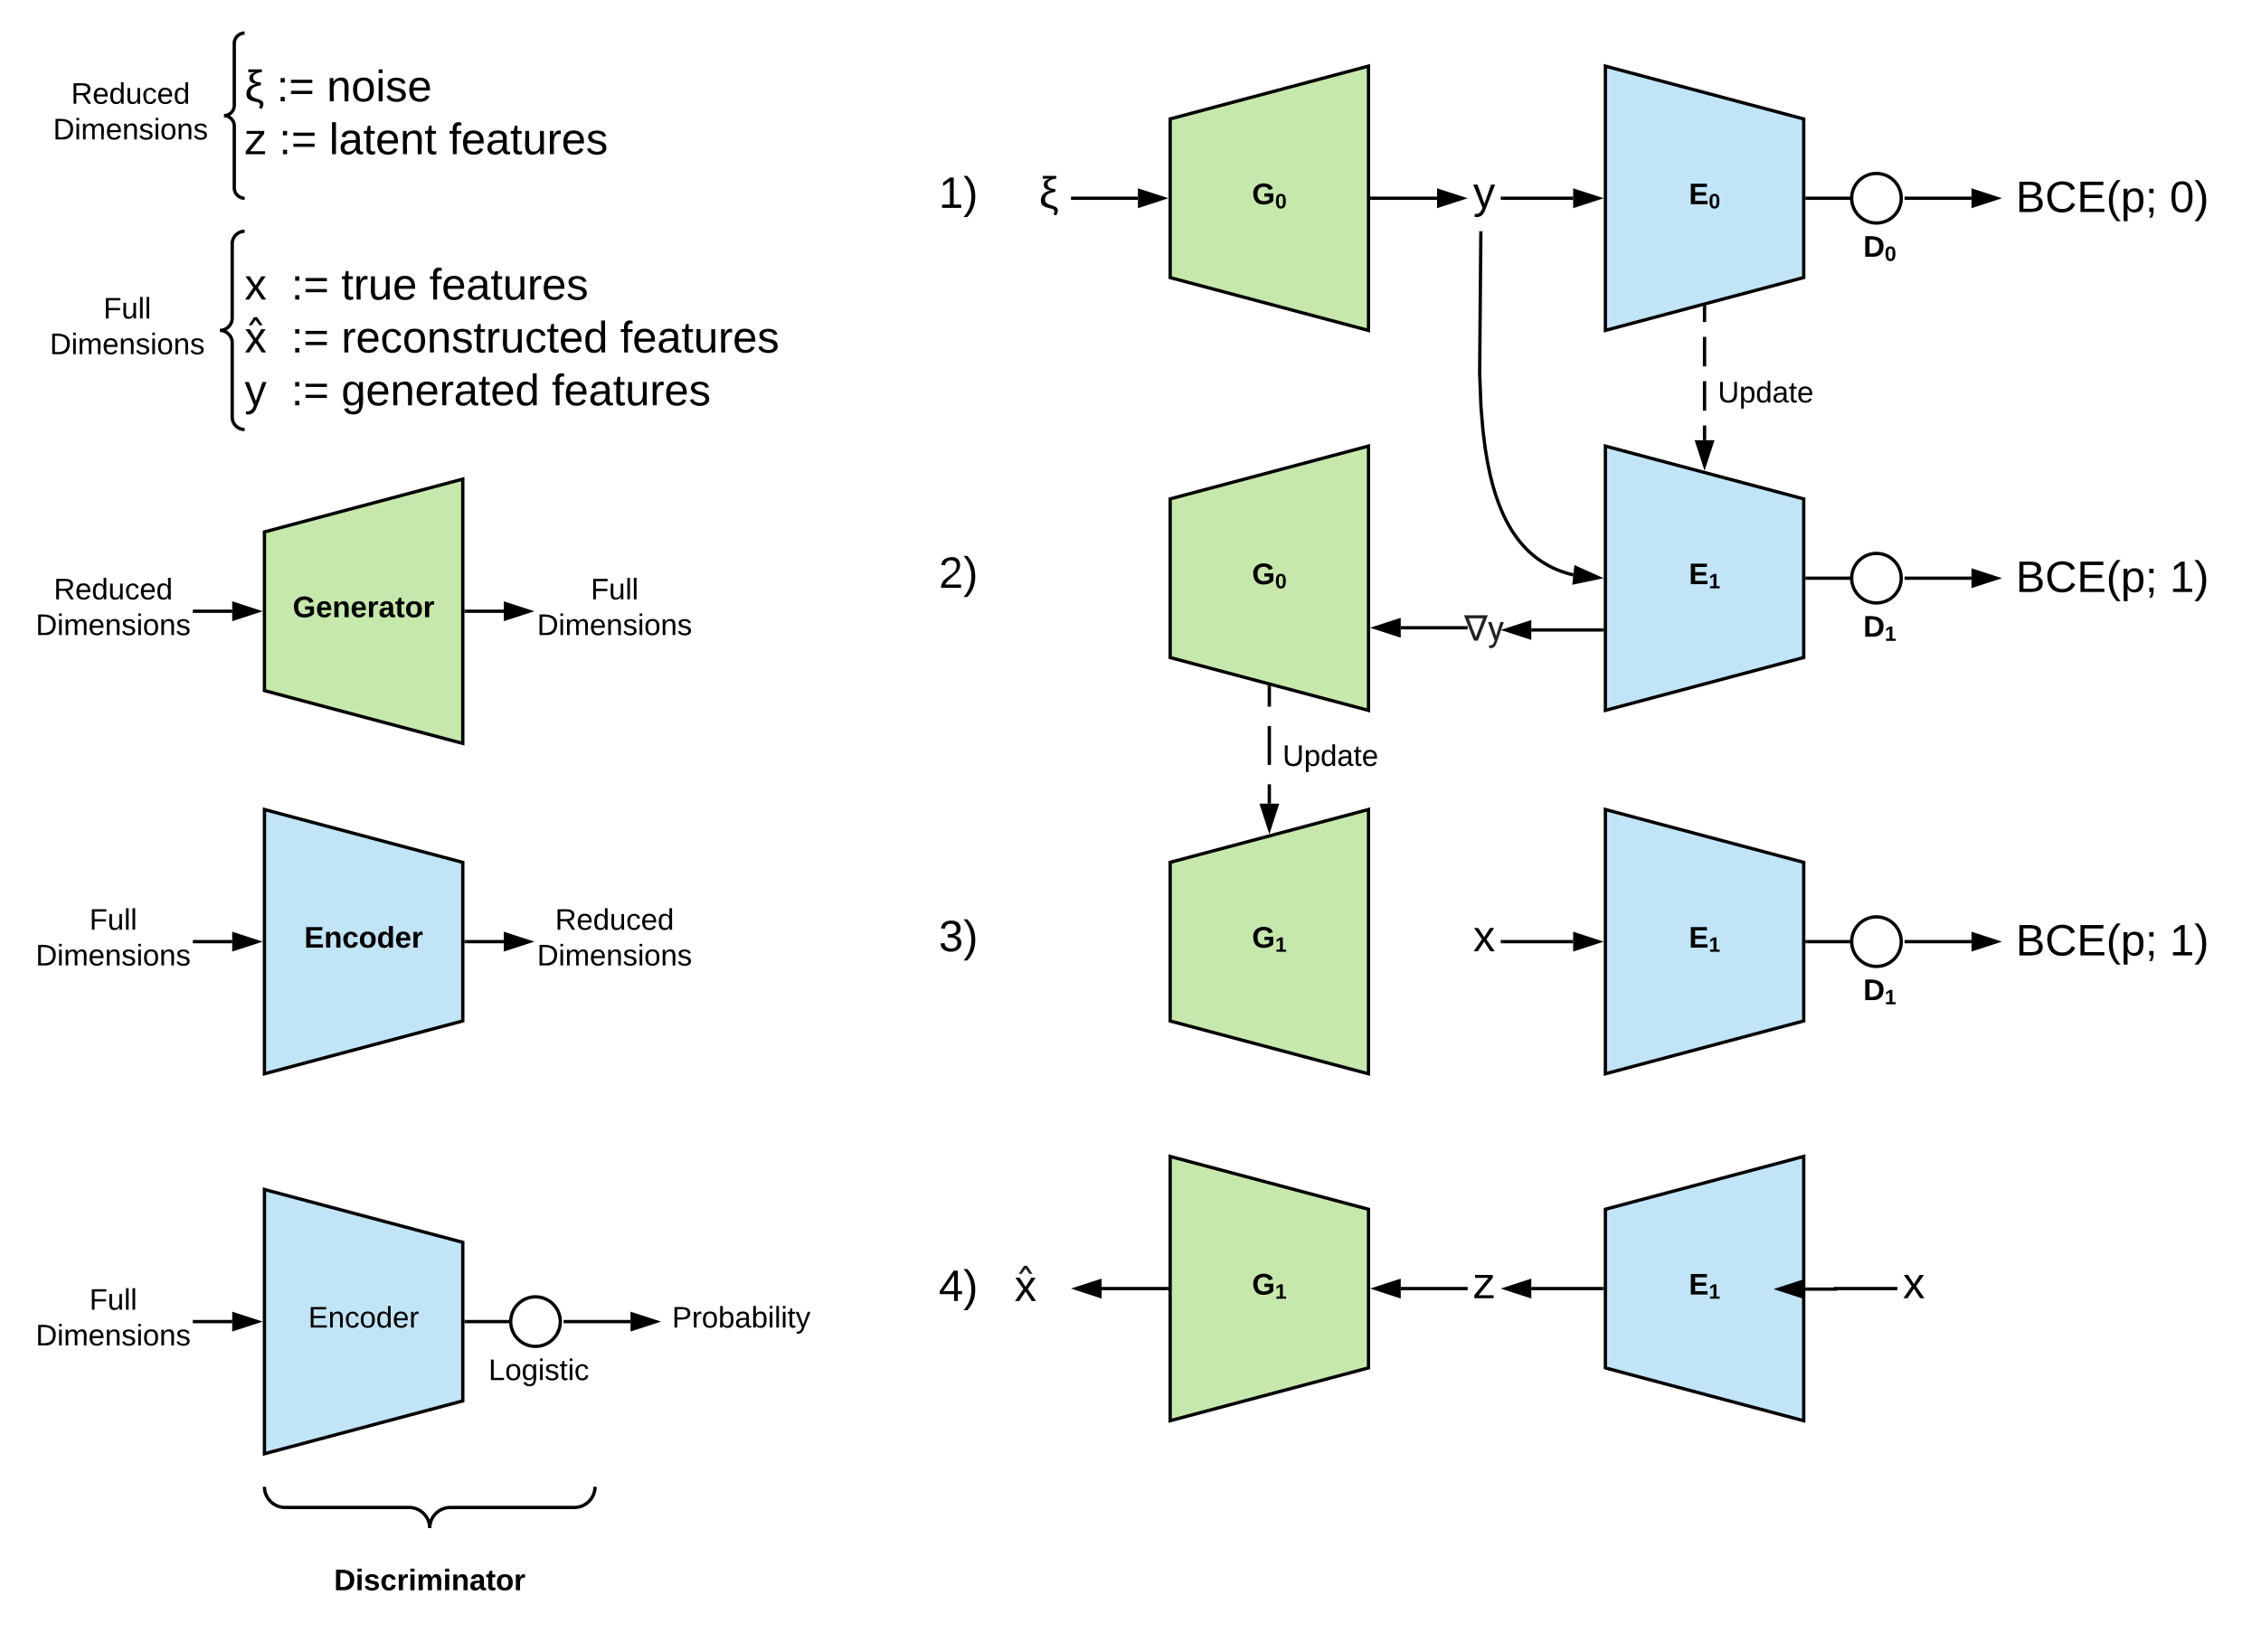 Reduced
Dimensions
ξ := noise
z := latent features
Full
Dimensions
x := true features
x̂ := reconstructed features
y := generated features
Reduced
Dimensions
Generator
Full
Dimensions
Full
Dimensions
Encoder
Reduced
Dimensions
Full
Dimensions
Encoder
Logistic
Probability
Discriminator
1) ξ G₀ y E₀ D₀ BCE(p; 0)
Update
2) G₀ ∇y E₁ D₁ BCE(p; 1)
Update
3) G₁ x E₁ D₁ BCE(p; 1)
4) x̂ G₁ z E₁ x